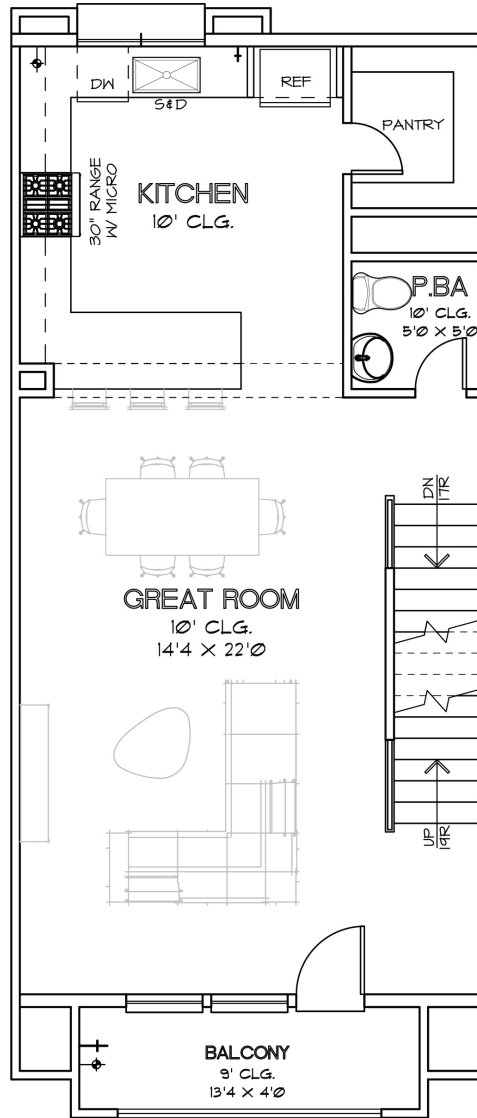 DW
S&D
REF
PANTRY
30" RANGE
W/ MICRO
KITCHEN
10' CLG.
P.BA
10' CLG.
5'0 X 5'0
DN
17R
GREAT ROOM
10' CLG.
14'4 X 22'0
UP
19R
BALCONY
9' CLG.
13'4 X 4'0